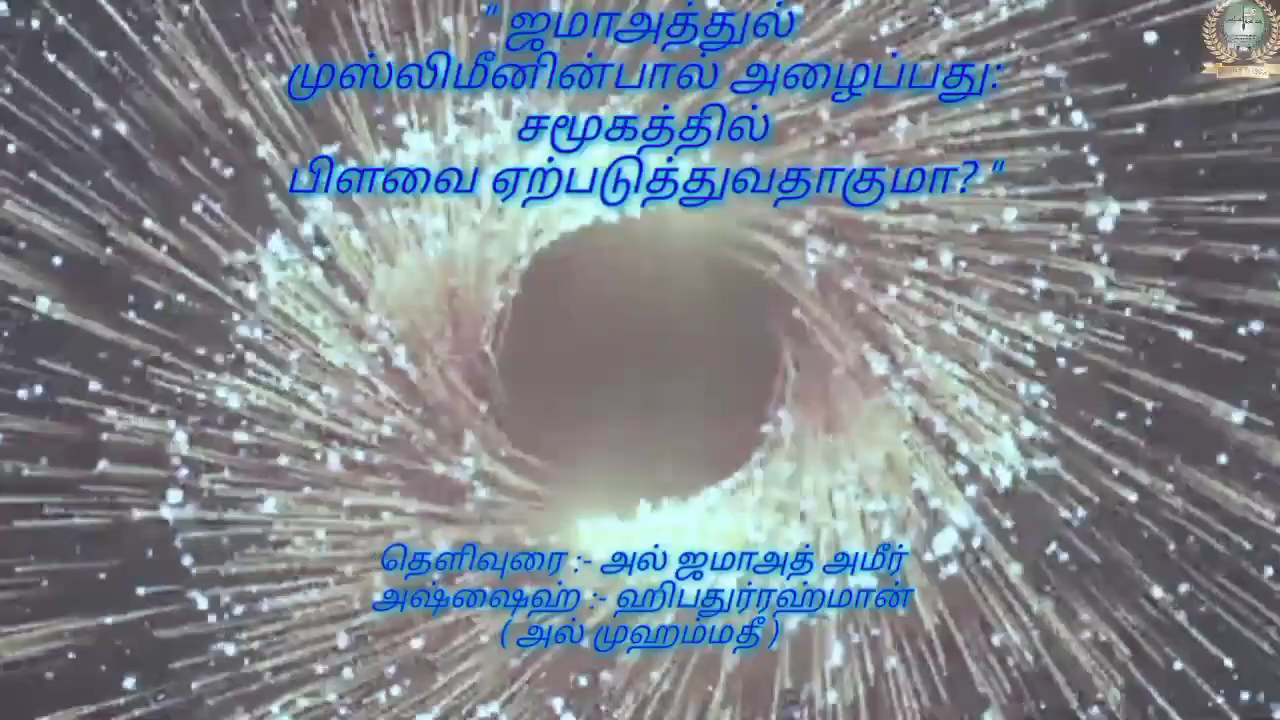 " ஜமாஅத்துல்
முஸ்லிமீனின்பால் அழைப்பது:
சமூகத்தில்
பிளவை ஏற்படுத்துவதாகுமா? "
தெளிவுரை :- அல் ஜமாஅத் அமீர்
அஷ்ஷைஹ் :- ஹிபதுர்ரஹ்மான்
( அல் முஹம்மதீ )